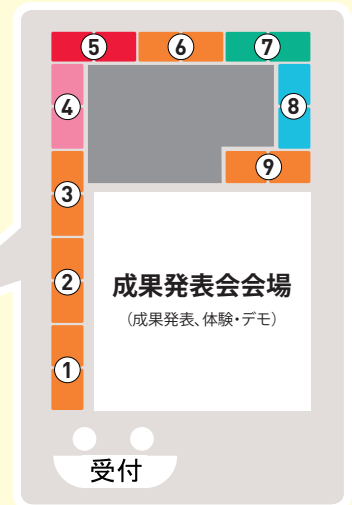 ⑤ ⑥ ⑦
④ ⑧
③ ⑨
② 成果発表会会場
（成果発表、体験・デモ）
①
受付